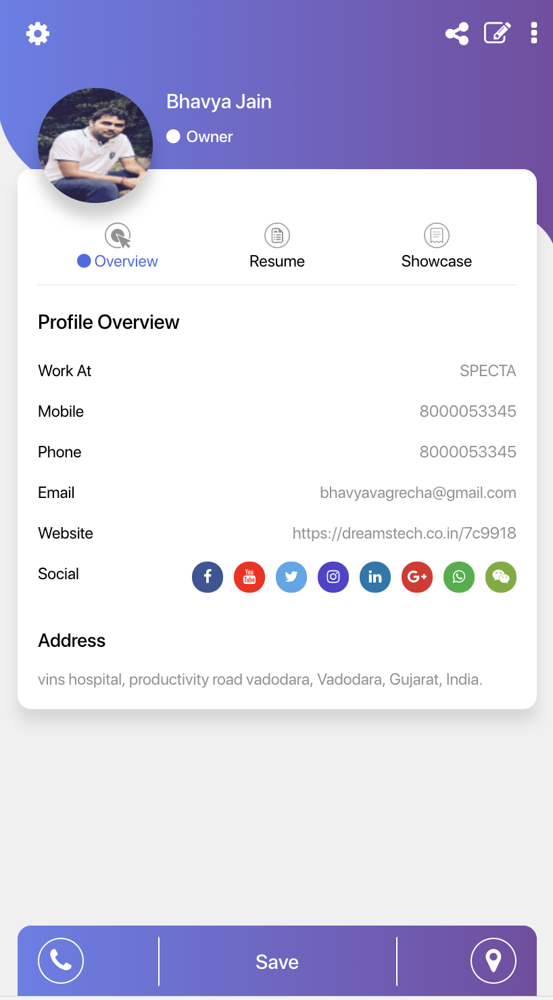 Bhavya Jain
Owner
Overview
Resume
Showcase
Profile Overview
Work At SPECTA
Mobile 8000053345
Phone 8000053345
Email bhavyavagrecha@gmail.com
Website https://dreamstech.co.in/7c9918
Social f You Tube in G+
Address
vins hospital, productivity road vadodara, Vadodara, Gujarat, India.
Save